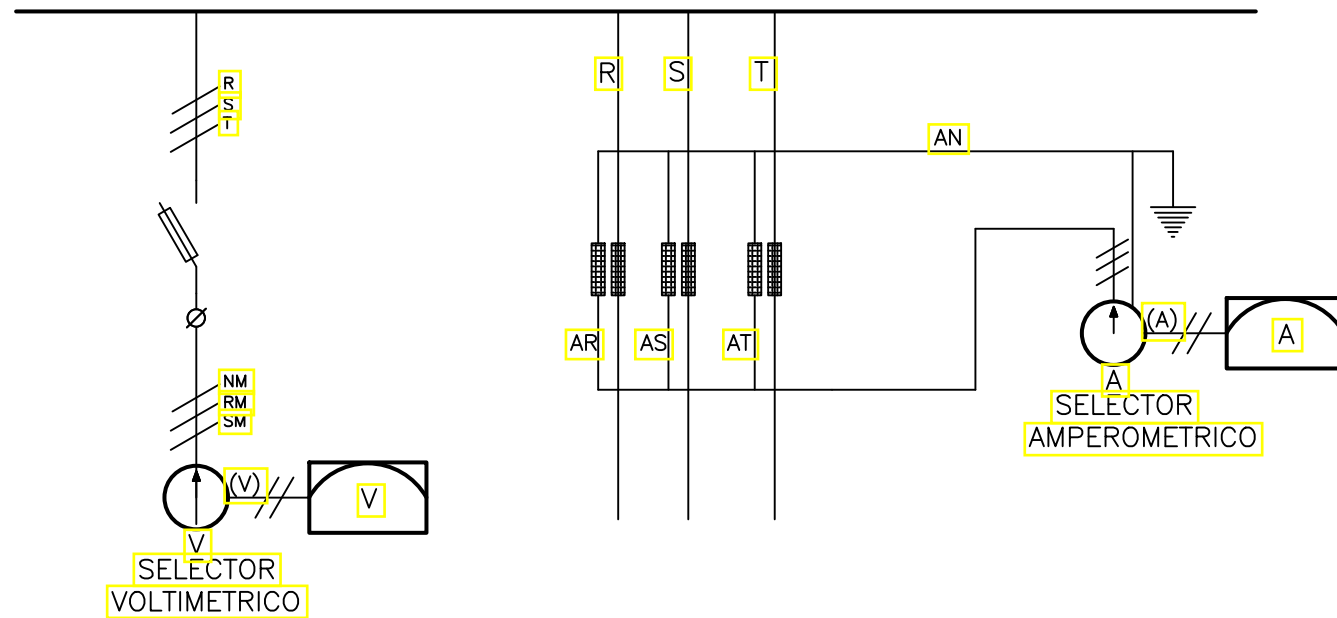 R
S
T
R S T
AN
AR AS AT
(A) A
A
SELECTOR
AMPEROMETRICO
NM
RM
SM
(V) V
V
SELECTOR
VOLTIMETRICO